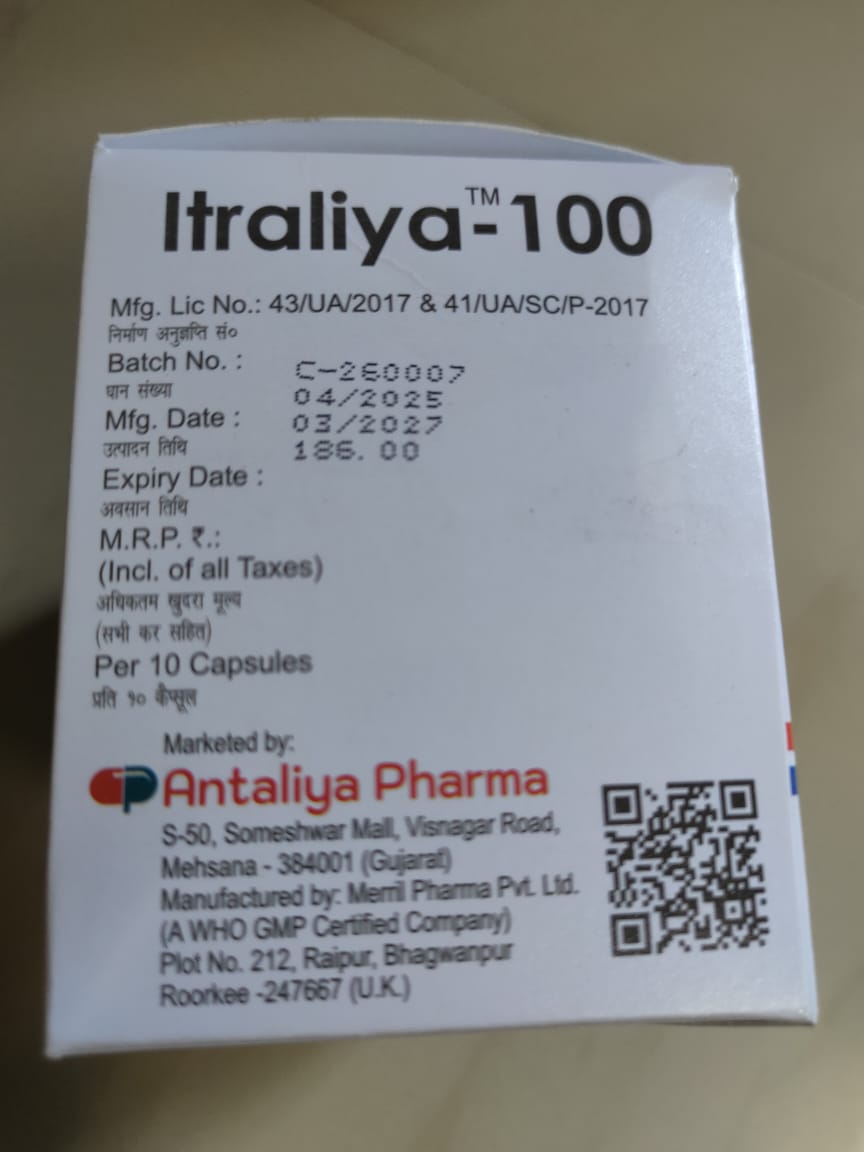 Itraliya™-100
Mfg. Lic No.: 43/UA/2017 & 41/UA/SC/P-2017
निर्माण अनुज्ञप्ति सं०
Batch No. :
C-260007
घान संख्या
04/2025
Mfg. Date :
03/2027
उत्पादन तिथि
186.00
Expiry Date :
अवसान तिथि
M.R.P. ₹.:
(Incl. of all Taxes)
अधिकतम खुदरा मूल्य
(सभी कर सहित)
Per 10 Capsules
प्रति १० कैप्सूल
Marketed by:
Antaliya Pharma
S-50, Someshwar Mall, Visnagar Road,
Mehsana - 384001 (Gujarat)
Manufactured by: Merril Pharma Pvt. Ltd.
(A WHO GMP Certified Company)
Plot No. 212, Raipur, Bhagwanpur
Roorkee -247667 (U.K.)